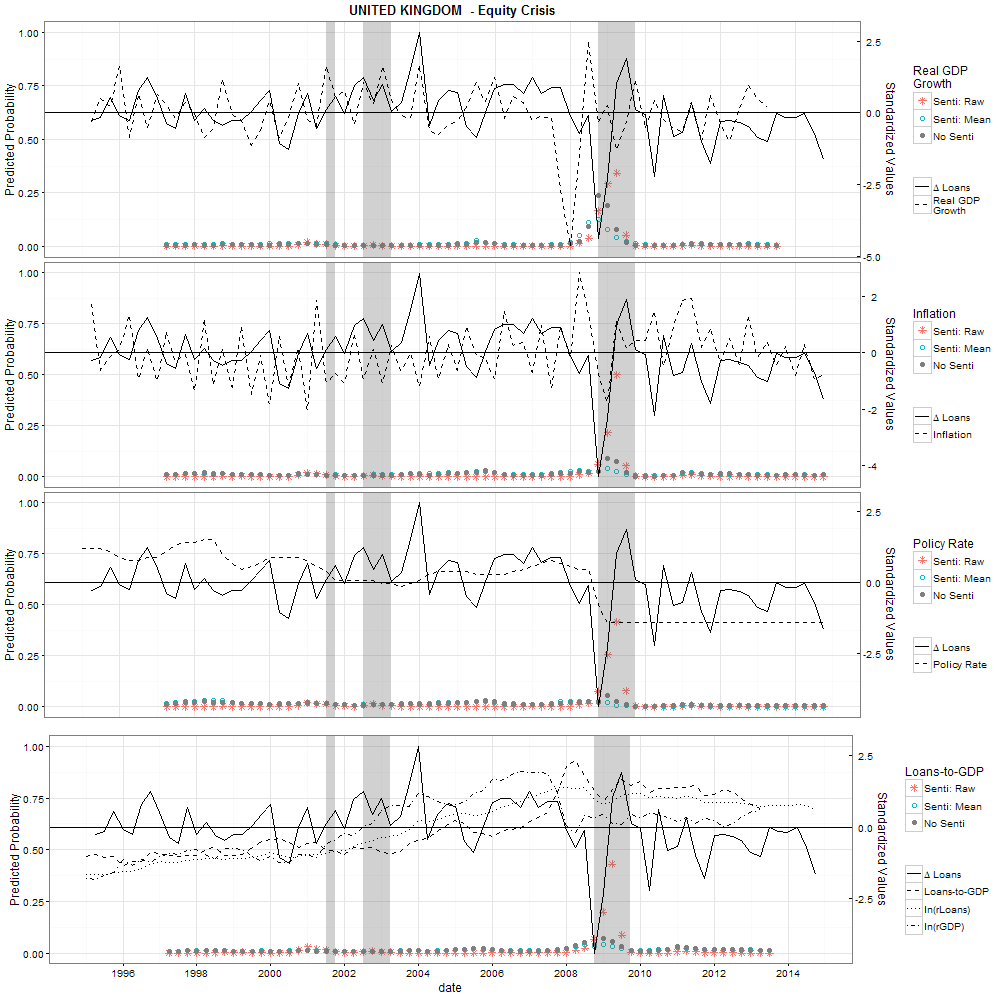 UNITED KINGDOM - Equity Crisis
1.00
0.75
0.50
0.25
0.00
Predicted Probability
2.5
0.0
-2.5
-5.0
Standardized Values
Real GDP
Growth
Senti: Raw
Senti: Mean
No Senti
Δ Loans
Real GDP
Growth
1.00
0.75
0.50
0.25
0.00
Predicted Probability
2
0
-2
-4
Standardized Values
Inflation
Senti: Raw
Senti: Mean
No Senti
Δ Loans
Inflation
1.00
0.75
0.50
0.25
0.00
Predicted Probability
2.5
0.0
-2.5
Standardized Values
Policy Rate
Senti: Raw
Senti: Mean
No Senti
Δ Loans
Policy Rate
1.00
0.75
0.50
0.25
0.00
Predicted Probability
2.5
0.0
-2.5
Standardized Values
Loans-to-GDP
Senti: Raw
Senti: Mean
No Senti
Δ Loans
Loans-to-GDP
ln(rLoans)
ln(rGDP)
1996 1998 2000 2002 2004 2006 2008 2010 2012 2014
date